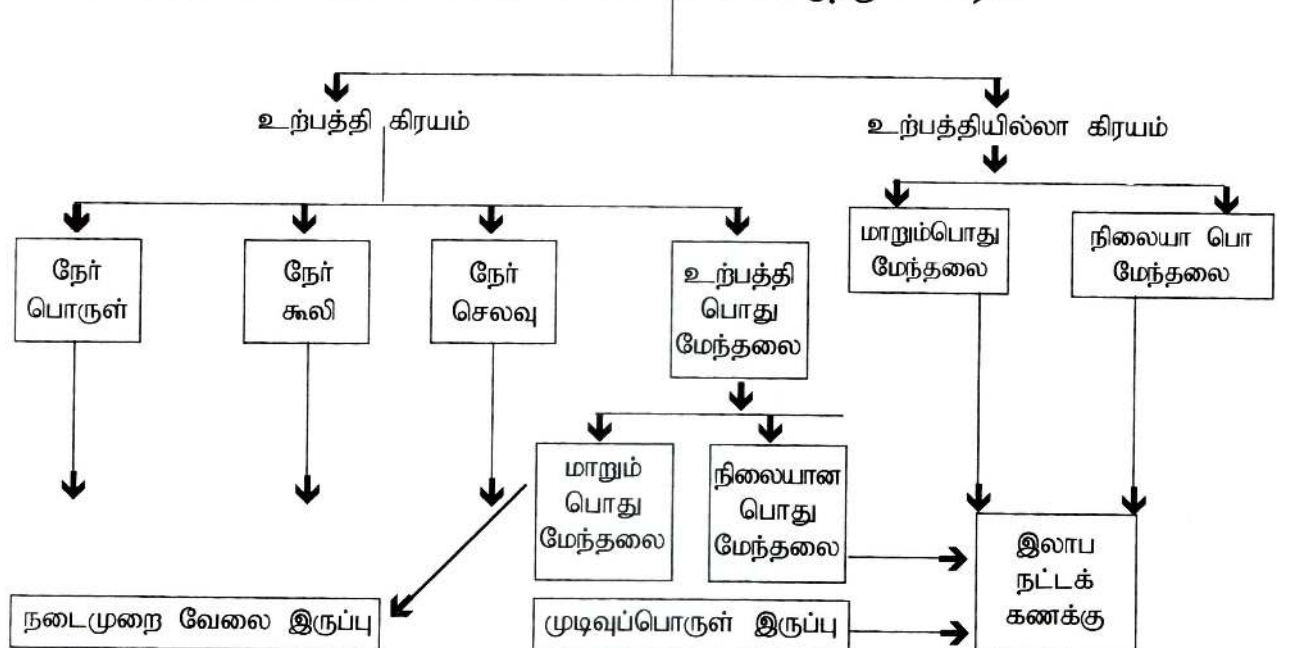 உற்பத்தி கிரயம்
உற்பத்தியில்லா கிரயம்
நேர்
பொருள்
நேர்
கூலி
நேர்
செலவு
உற்பத்தி
பொது
மேந்தலை
மாறும்பொது
மேந்தலை
நிலையா பொ
மேந்தலை
மாறும்
பொது
மேந்தலை
நிலையான
பொது
மேந்தலை
இலாப
நட்டக்
கணக்கு
நடைமுறை வேலை இருப்பு
முடிவுப்பொருள் இருப்பு